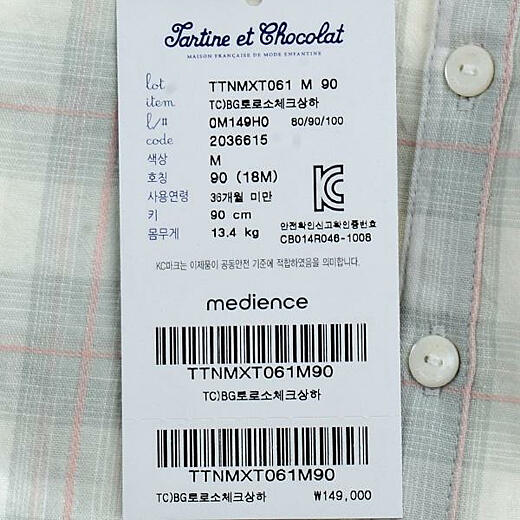 Tartine et Chocolat
MAISON FRANÇAISE DE MODE ENFANTINE
lot TTNMXT061 M 90
item TC)BG토로소체크상하
l/# 0M149H0 80/90/100
code 2036615
색상 M
호칭 90 (18M)
사용연령 36개월 미만
키 90 cm
몸무게 13.4 kg
KC
안전확인신고확인증번호
CB014R046-1008
KC마크는 이제품이 공동안전 기준에 적합하였음을 의미합니다.
medience
TTNMXT061M90
TC)BG토로소체크상하
TTNMXT061M90
TC)BG토로소체크상하 ₩149,000